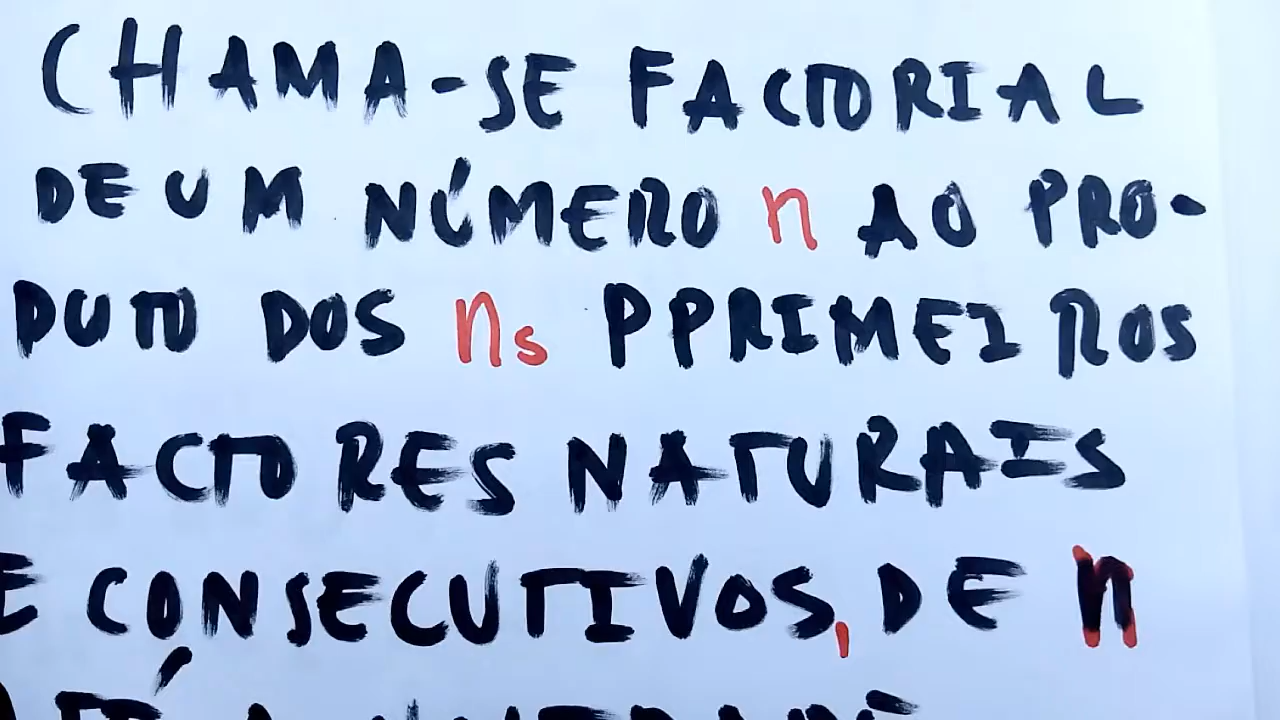 CHAMA-SE FACTORIAL
DE UM NÚMERO n AO PRO-
DUTO DOS ns PPRIMEIROS
FACTORES NATURAIS
E CONSECUTIVOS, DE n